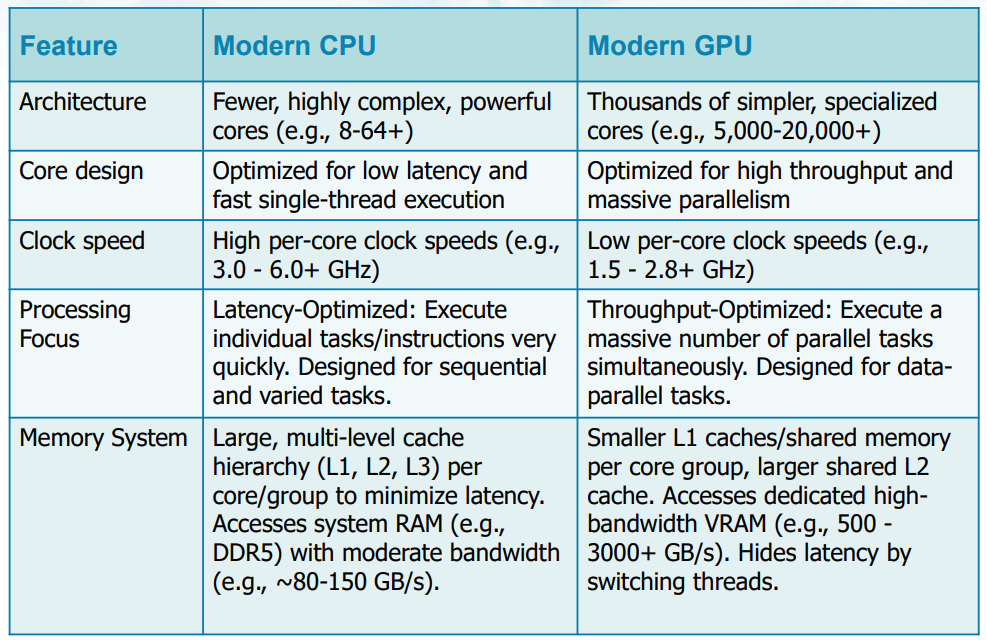 Feature
Modern CPU
Modern GPU
Architecture
Fewer, highly complex, powerful
cores (e.g., 8-64+)
Thousands of simpler, specialized
cores (e.g., 5,000-20,000+)
Core design
Optimized for low latency and
fast single-thread execution
Optimized for high throughput and
massive parallelism
Clock speed
High per-core clock speeds (e.g.,
3.0 - 6.0+ GHz)
Low per-core clock speeds (e.g.,
1.5 - 2.8+ GHz)
Processing
Focus
Latency-Optimized: Execute
individual tasks/instructions very
quickly. Designed for sequential
and varied tasks.
Throughput-Optimized: Execute a
massive number of parallel tasks
simultaneously. Designed for data-
parallel tasks.
Memory System
Large, multi-level cache
hierarchy (L1, L2, L3) per
core/group to minimize latency.
Accesses system RAM (e.g.,
DDR5) with moderate bandwidth
(e.g., ~80-150 GB/s).
Smaller L1 caches/shared memory
per core group, larger shared L2
cache. Accesses dedicated high-
bandwidth VRAM (e.g., 500 -
3000+ GB/s). Hides latency by
switching threads.